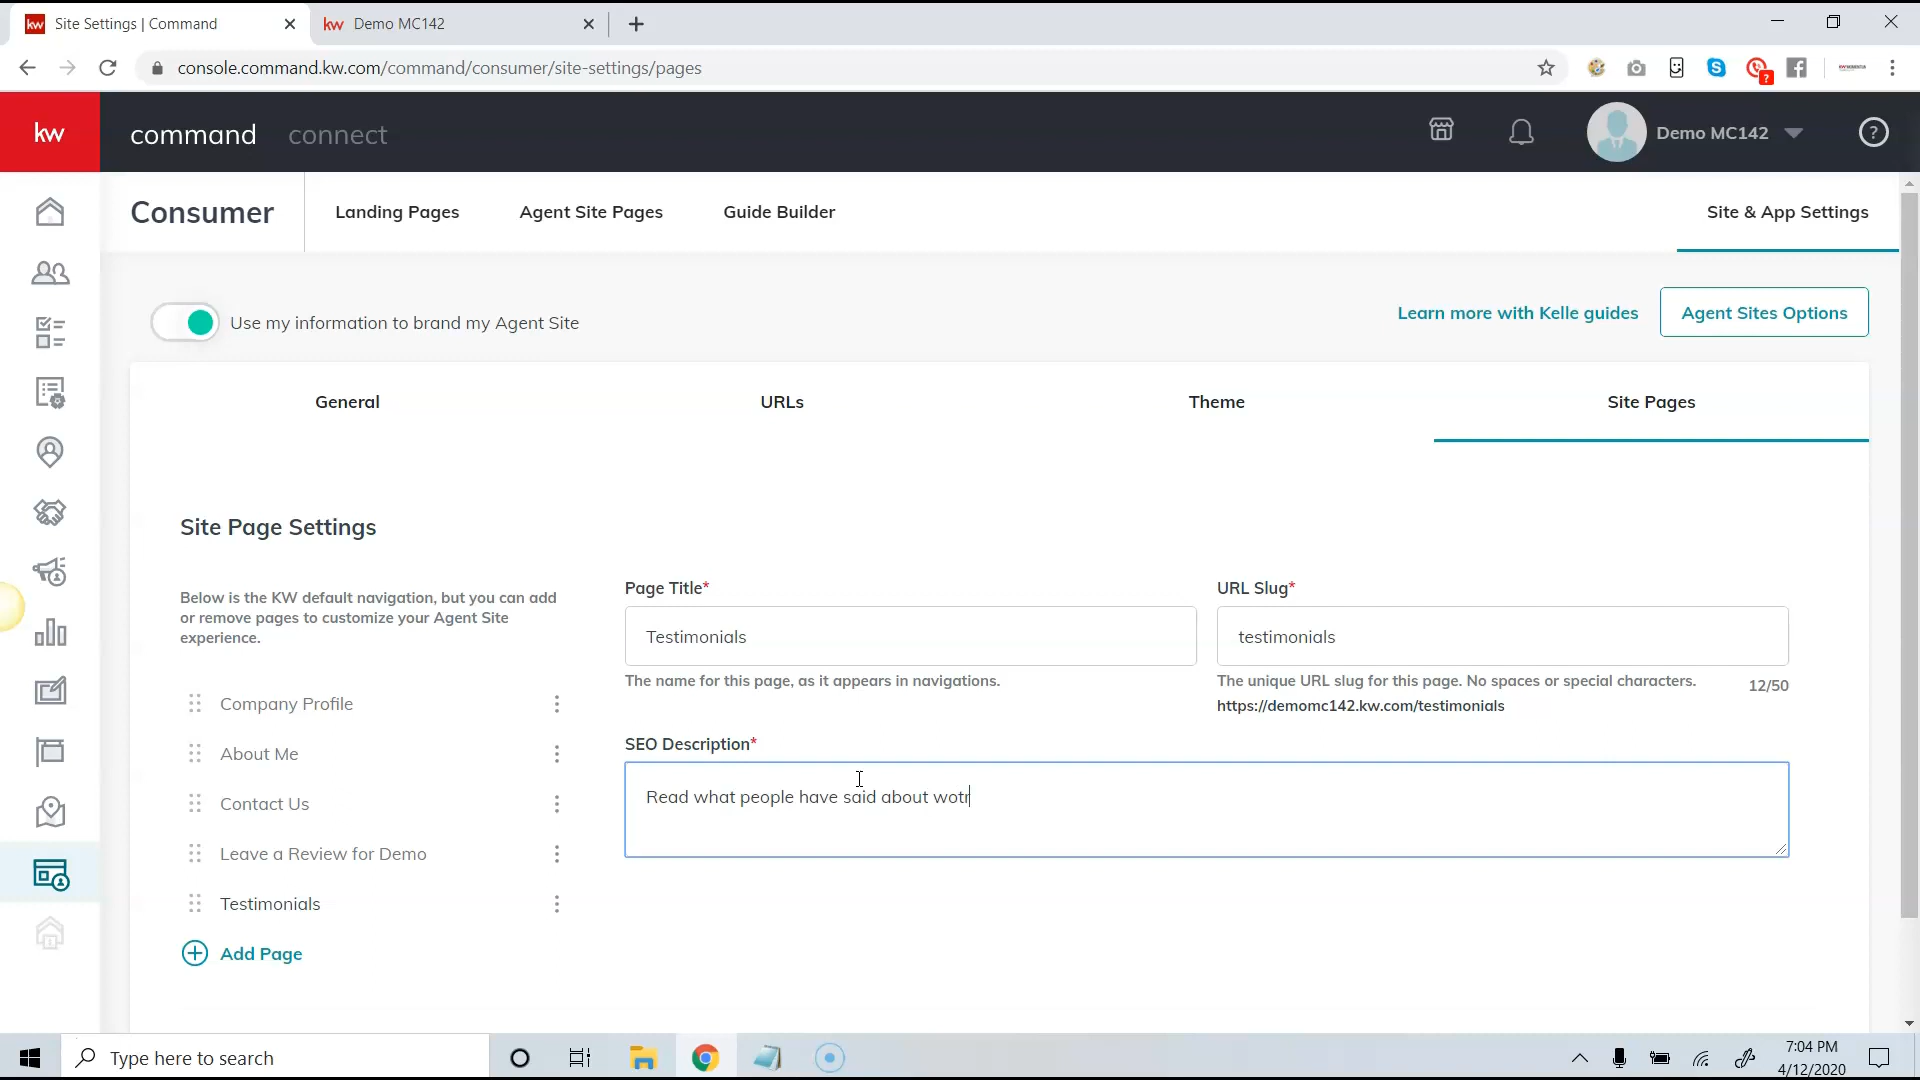 Site Settings | Command
kw Demo MC142
console.command.kw.com/command/consumer/site-settings/pages
kw
command connect
Demo MC142
Consumer
Landing Pages
Agent Site Pages
Guide Builder
Site & App Settings
Use my information to brand my Agent Site
Learn more with Kelle guides
Agent Sites Options
General
URLs
Theme
Site Pages
Site Page Settings
Below is the KW default navigation, but you can add
or remove pages to customize your Agent Site
experience.
Company Profile
About Me
Contact Us
Leave a Review for Demo
Testimonials
Add Page
Page Title*
Testimonials
The name for this page, as it appears in navigations.
URL Slug*
testimonials
The unique URL slug for this page. No spaces or special characters.
12/50
https://demomc142.kw.com/testimonials
SEO Description*
Read what people have said about wotr
Type here to search
7:04 PM
4/12/2020